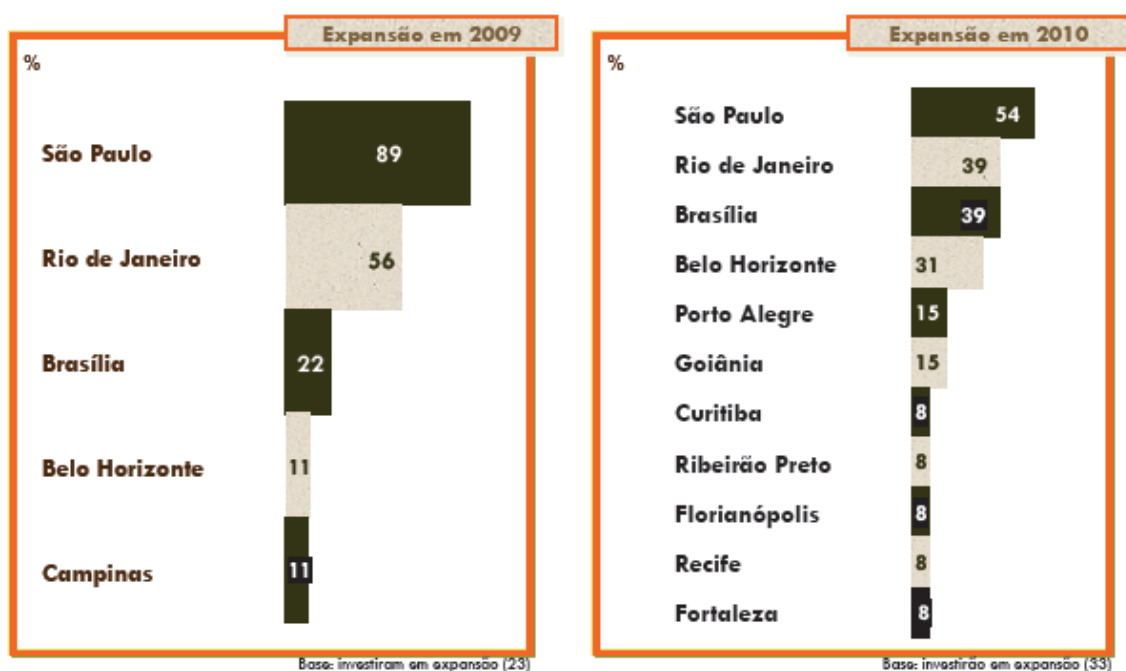 Expansão em 2009
%
São Paulo 89
Rio de Janeiro 56
Brasília 22
Belo Horizonte 11
Campinas 11
Base: investiram em expansão (23)
Expansão em 2010
%
São Paulo 54
Rio de Janeiro 39
Brasília 39
Belo Horizonte 31
Porto Alegre 15
Goiânia 15
Curitiba 8
Ribeirão Preto 8
Florianópolis 8
Recife 8
Fortaleza 8
Base: investirão em expansão (33)